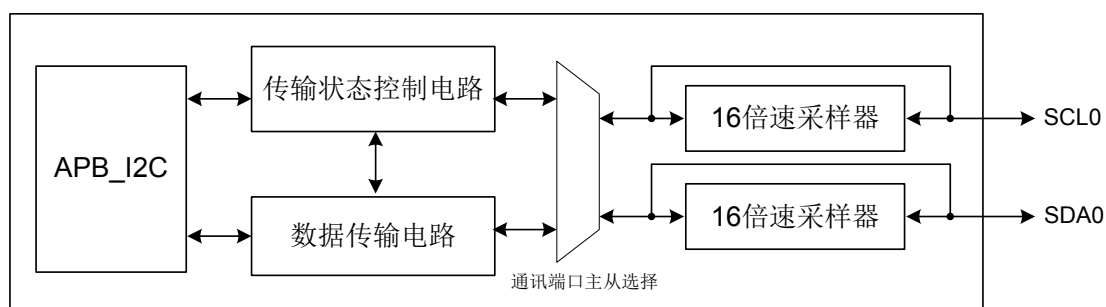 APB_I2C
传输状态控制电路
数据传输电路
通讯端口主从选择
16倍速采样器
16倍速采样器
SCL0
SDA0